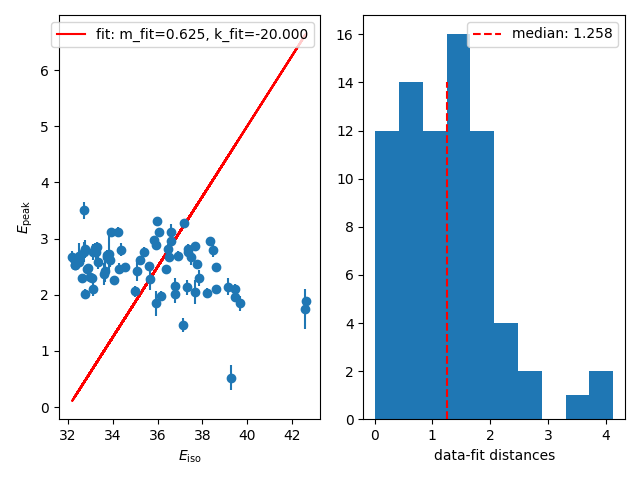 fit: m_fit=0.625, k_fit=-20.000
6
5
4
3
2
1
0
E_peak
32 34 36 38 40 42
E_iso
median: 1.258
16
14
12
10
8
6
4
2
0
0 1 2 3 4
data-fit distances